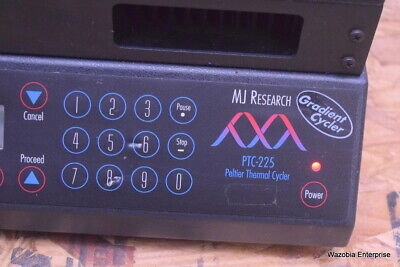 1 2 3 Pause
Cancel
4 5 6 Stop
Proceed
7 8 9 0
MJ RESEARCH
Gradient
Cycler
PTC-225
Peltier Thermal Cycler
Power
Wazobia Enterprise